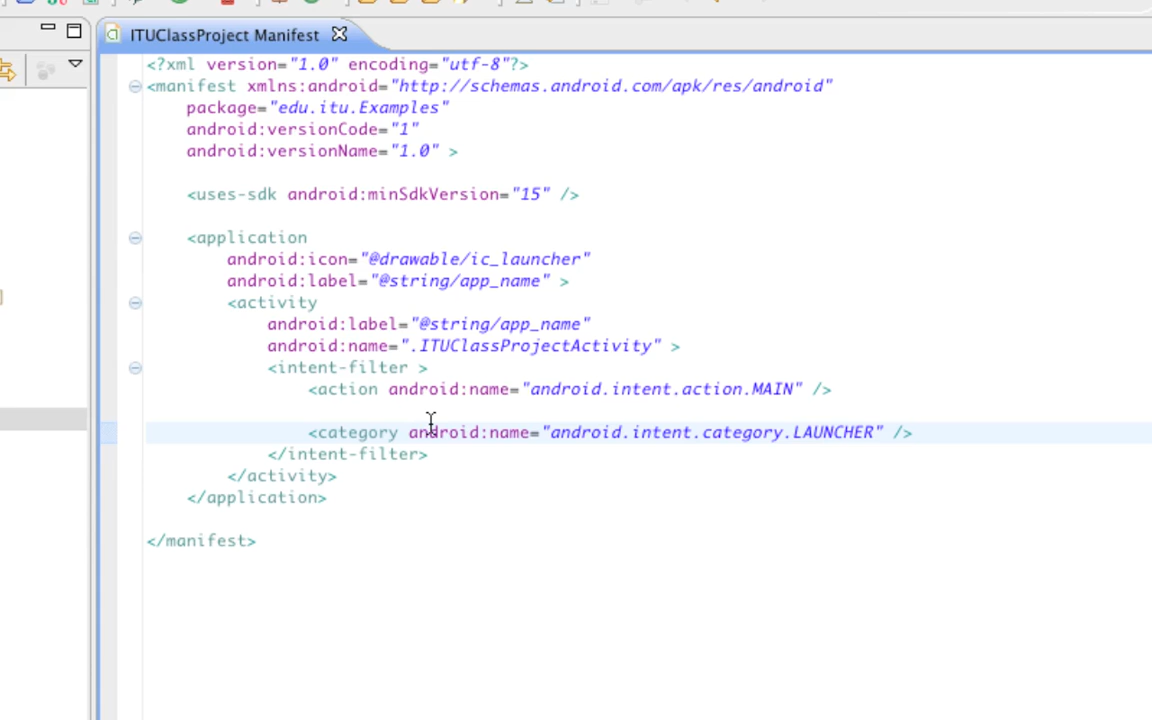 ITUClassProject Manifest
<?xml version="1.0" encoding="utf-8"?>
<manifest xmlns:android="http://schemas.android.com/apk/res/android"
    package="edu.itu.Examples"
    android:versionCode="1"
    android:versionName="1.0" >

    <uses-sdk android:minSdkVersion="15" />

    <application
        android:icon="@drawable/ic_launcher"
        android:label="@string/app_name" >
        <activity
            android:label="@string/app_name"
            android:name=".ITUClassProjectActivity" >
            <intent-filter >
                <action android:name="android.intent.action.MAIN" />

                <category android:name="android.intent.category.LAUNCHER" />
            </intent-filter>
        </activity>
    </application>

</manifest>